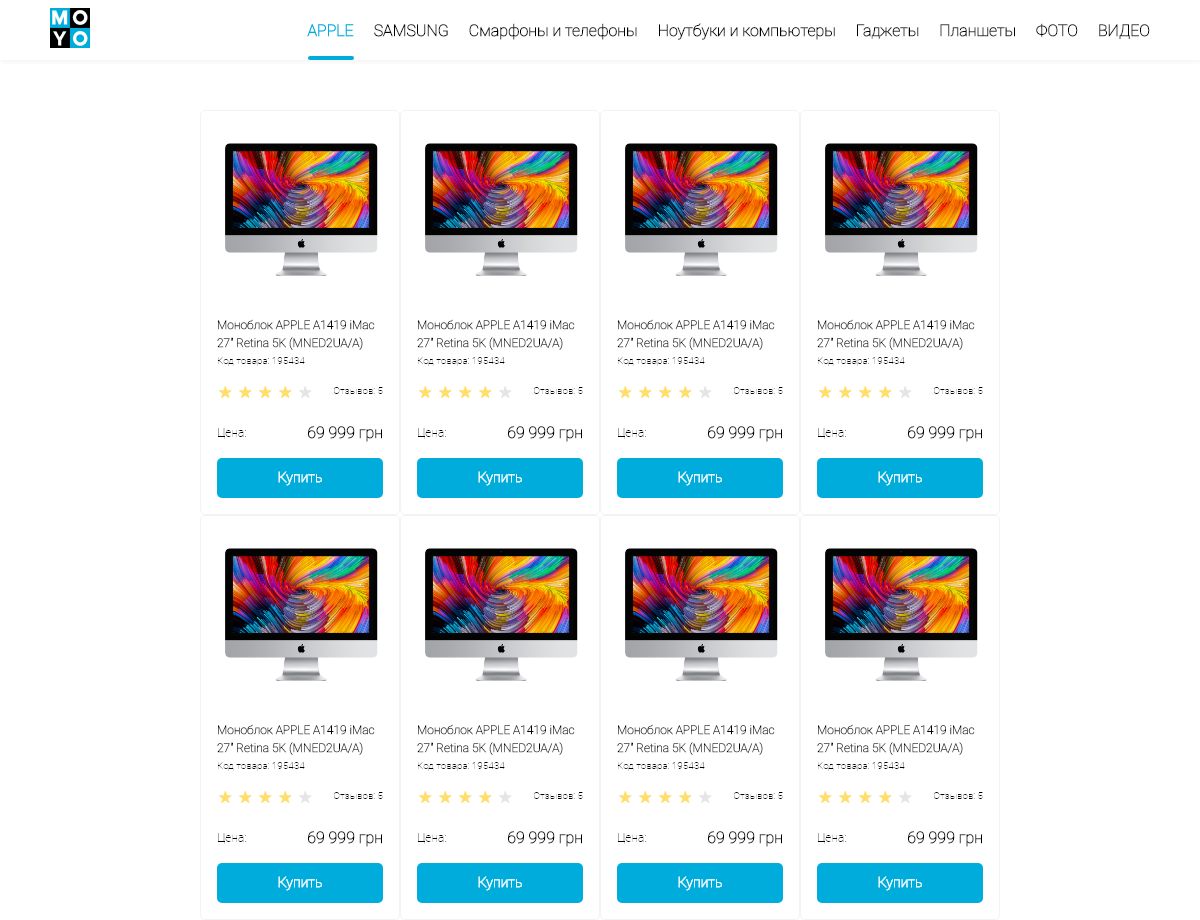 MO
YO
APPLE SAMSUNG Смарфоны и телефоны Ноутбуки и компьютеры Гаджеты Планшеты ФОТО ВИДЕО
Моноблок APPLE A1419 iMac
27" Retina 5K (MNED2UA/A)
Код товара: 195434
Отзывов: 5
Цена: 69 999 грн
Купить
Моноблок APPLE A1419 iMac
27" Retina 5K (MNED2UA/A)
Код товара: 195434
Отзывов: 5
Цена: 69 999 грн
Купить
Моноблок APPLE A1419 iMac
27" Retina 5K (MNED2UA/A)
Код товара: 195434
Отзывов: 5
Цена: 69 999 грн
Купить
Моноблок APPLE A1419 iMac
27" Retina 5K (MNED2UA/A)
Код товара: 195434
Отзывов: 5
Цена: 69 999 грн
Купить
Моноблок APPLE A1419 iMac
27" Retina 5K (MNED2UA/A)
Код товара: 195434
Отзывов: 5
Цена: 69 999 грн
Купить
Моноблок APPLE A1419 iMac
27" Retina 5K (MNED2UA/A)
Код товара: 195434
Отзывов: 5
Цена: 69 999 грн
Купить
Моноблок APPLE A1419 iMac
27" Retina 5K (MNED2UA/A)
Код товара: 195434
Отзывов: 5
Цена: 69 999 грн
Купить
Моноблок APPLE A1419 iMac
27" Retina 5K (MNED2UA/A)
Код товара: 195434
Отзывов: 5
Цена: 69 999 грн
Купить